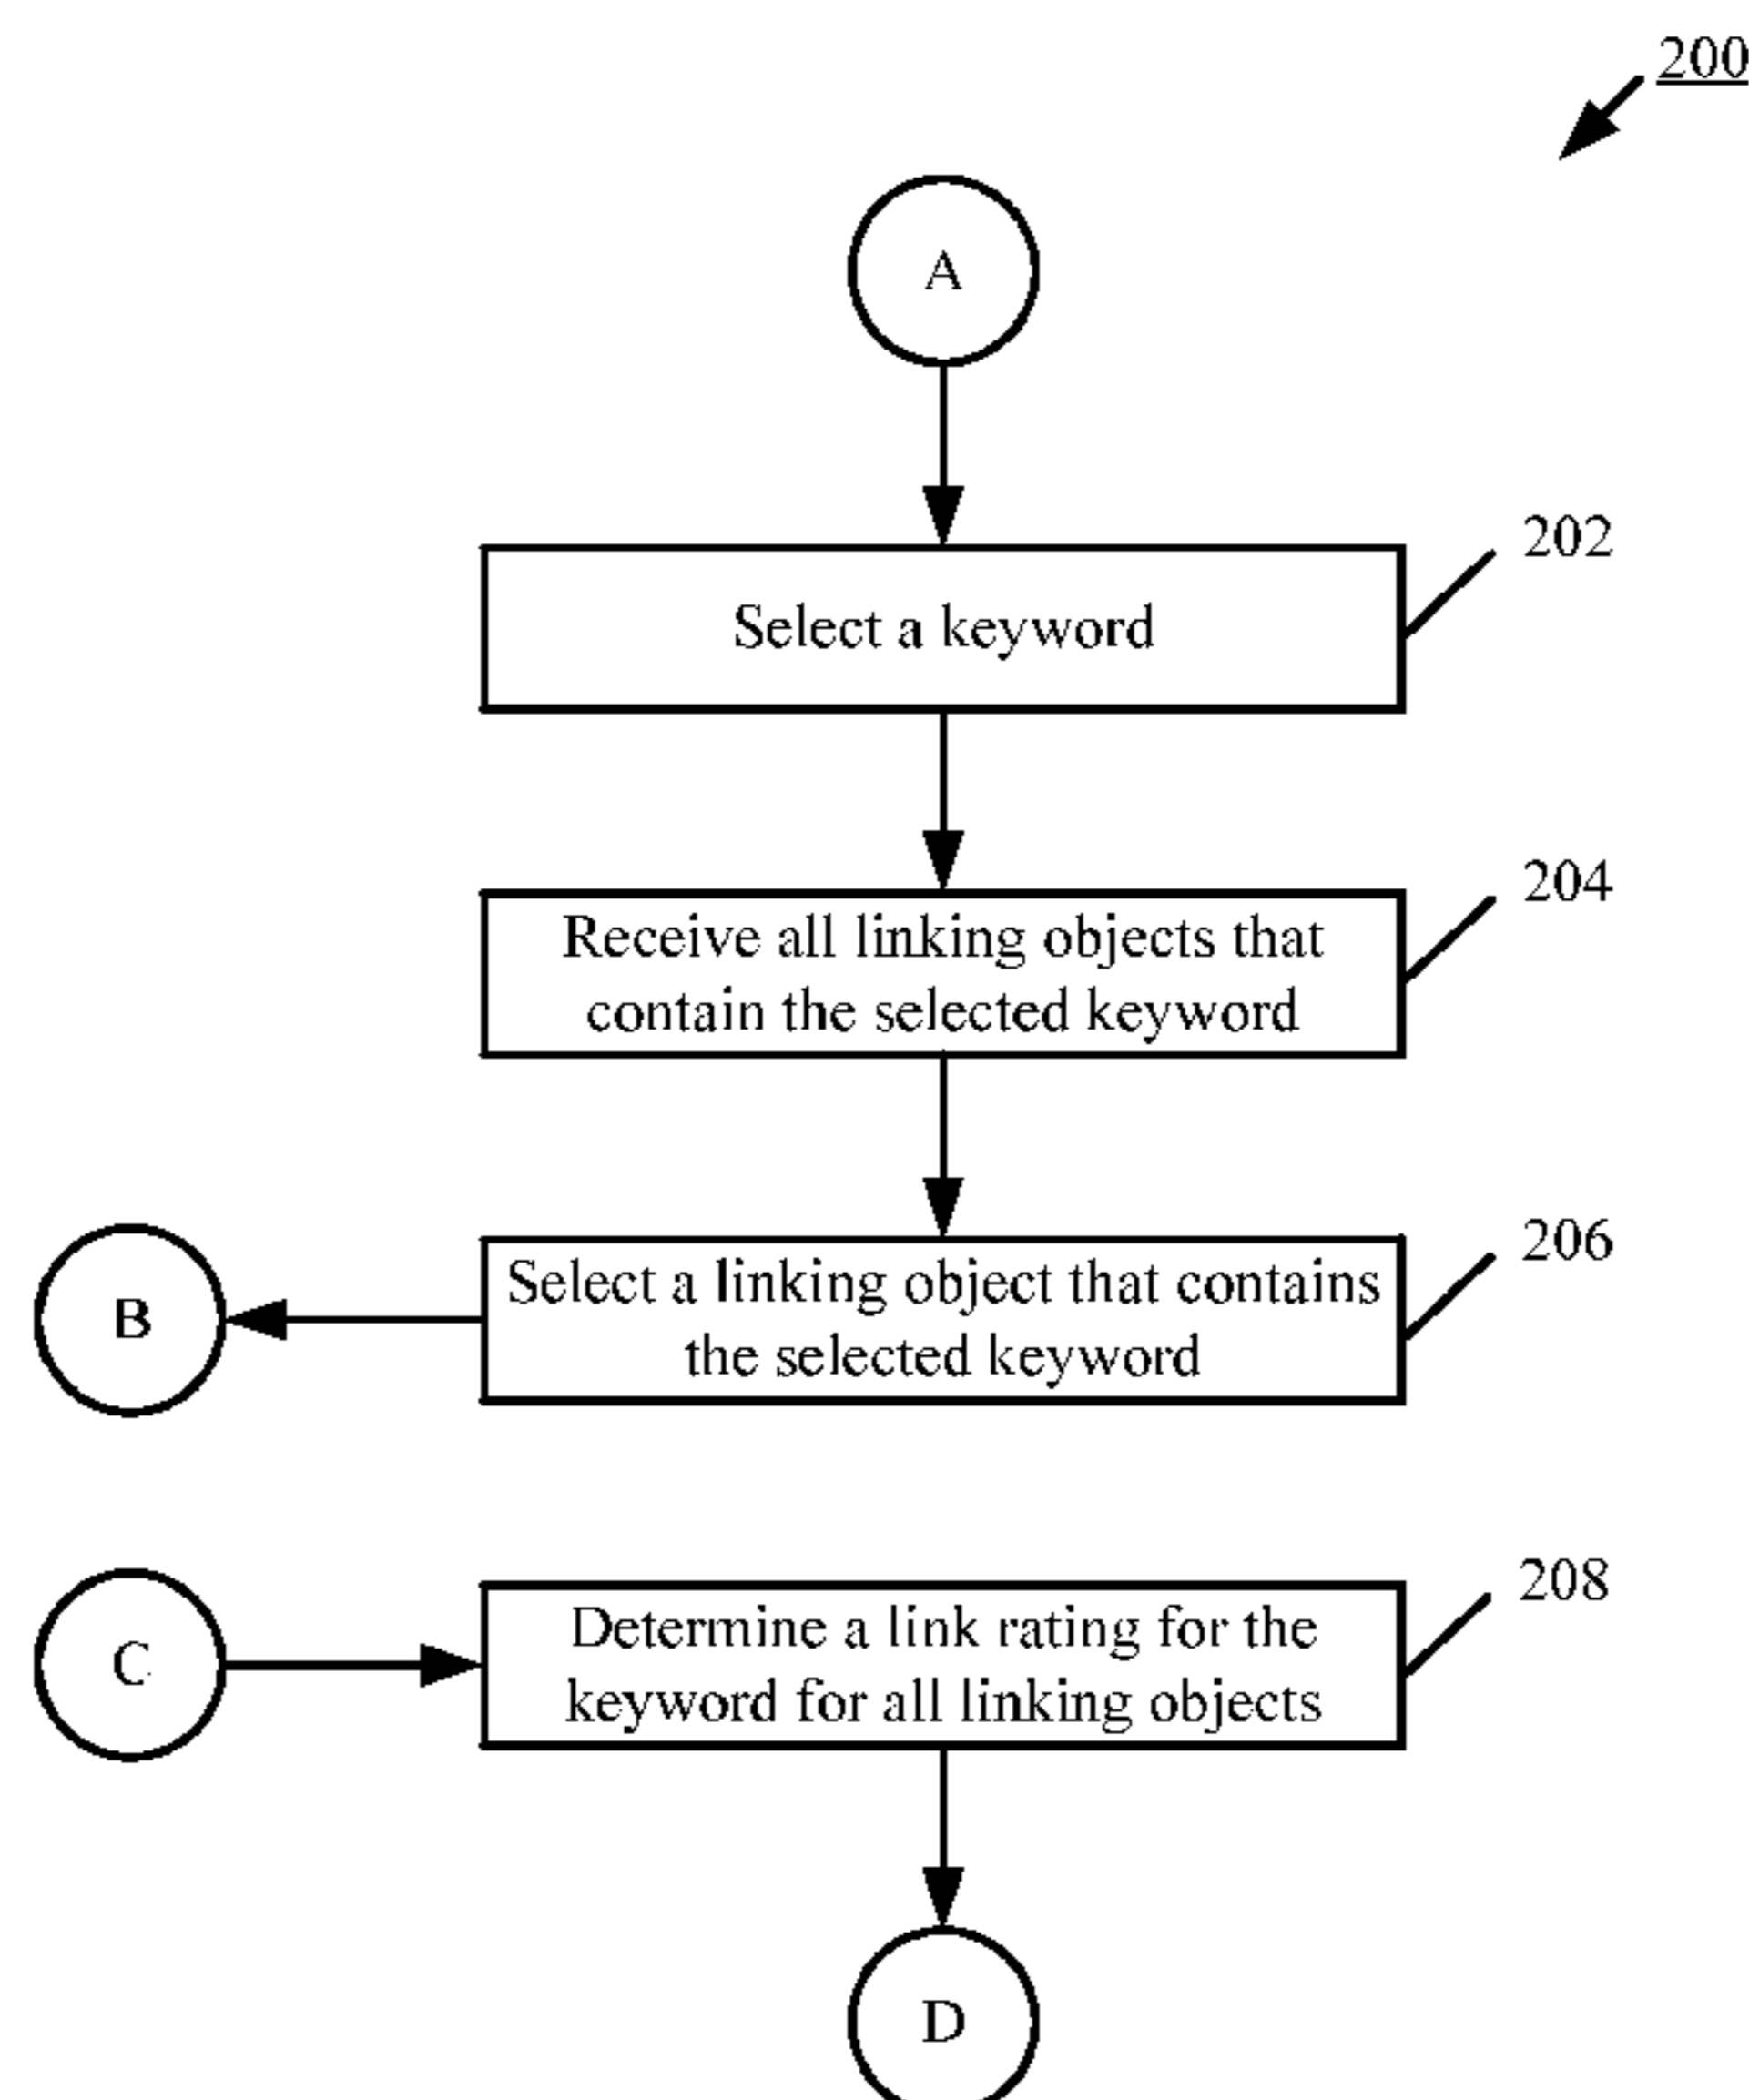 200
A
202
Select a keyword
204
Receive all linking objects that
contain the selected keyword
206
Select a linking object that contains
the selected keyword
B
208
C
Determine a link rating for the
keyword for all linking objects
D